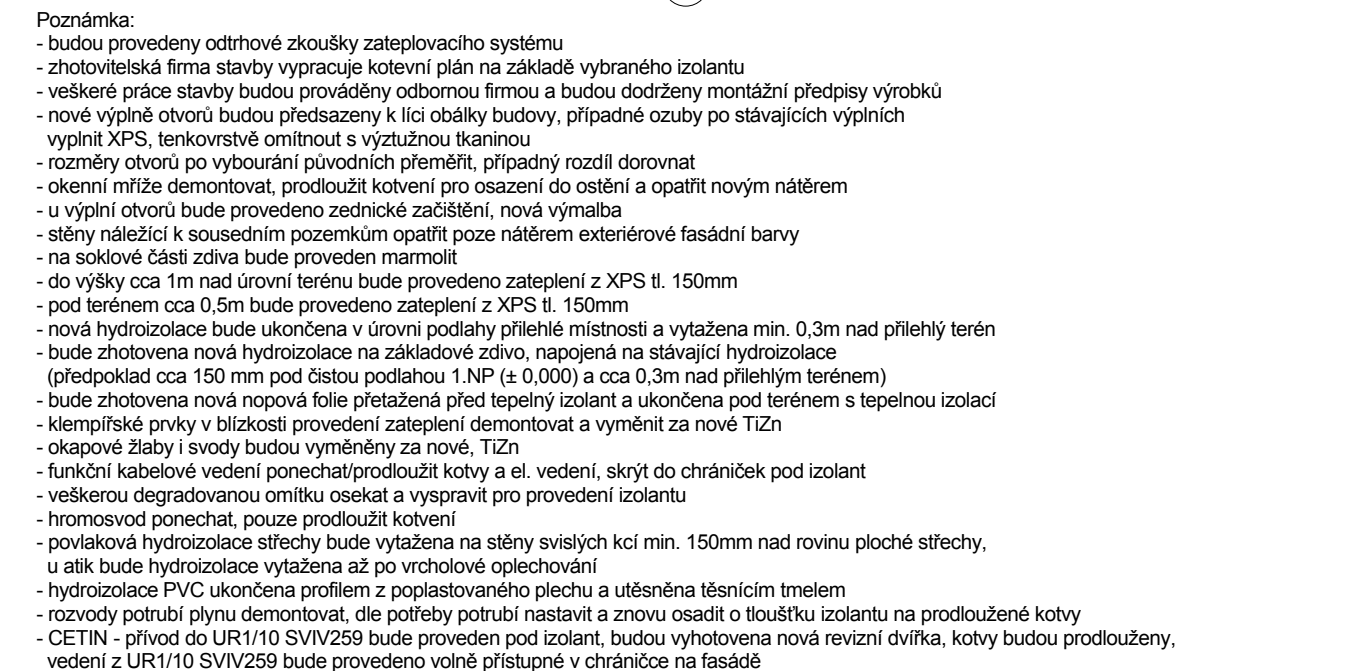 Poznámka:
- budou provedeny odtrhové zkoušky zateplovacího systému
- zhotovitelská firma stavby vypracuje kotevní plán na základě vybraného izolantu
- veškeré práce stavby budou prováděny odbornou firmou a budou dodrženy montážní předpisy výrobků
- nové výplně otvorů budou předsazeny k líci obálky budovy, případné ozuby po stávajících výplních
vyplnit XPS, tenkovrstvě omítnout s výztužnou tkaninou
- rozměry otvorů po vybourání původních přeměřit, případný rozdíl dorovnat
- okenní mříže demontovat, prodloužit kotvení pro osazení do ostění a opatřit novým nátěrem
- u výplní otvorů bude provedeno zednické začištění, nová výmalba
- stěny náležící k sousedním pozemkům opatřit poze nátěrem exteriérové fasádní barvy
- na soklové části zdiva bude proveden marmolit
- do výšky cca 1m nad úrovní terénu bude provedeno zateplení z XPS tl. 150mm
- pod terénem cca 0,5m bude provedeno zateplení z XPS tl. 150mm
- nová hydroizolace bude ukončena v úrovni podlahy přilehlé místnosti a vytažena min. 0,3m nad přilehlý terén
- bude zhotovena nová hydroizolace na základové zdivo, napojená na stávající hydroizolace
(předpoklad cca 150 mm pod čistou podlahou 1.NP (± 0,000) a cca 0,3m nad přilehlým terénem)
- bude zhotovena nová nopová folie přetažená před tepelný izolant a ukončena pod terénem s tepelnou izolací
- klempířské prvky v blízkosti provedení zateplení demontovat a vyměnit za nové TiZn
- okapové žlaby i svody budou vyměněny za nové, TiZn
- funkční kabelové vedení ponechat/prodloužit kotvy a el. vedení, skrýt do chrániček pod izolant
- veškerou degradovanou omítku osekat a vyspravit pro provedení izolantu
- hromosvod ponechat, pouze prodloužit kotvení
- povlaková hydroizolace střechy bude vytažena na stěny svislých kcí min. 150mm nad rovinu ploché střechy,
u atik bude hydroizolace vytažena až po vrcholové oplechování
- hydroizolace PVC ukončena profilem z poplastovaného plechu a utěsněna těsnícím tmelem
- rozvody potrubí plynu demontovat, dle potřeby potrubí nastavit a znovu osadit o tloušťku izolantu na prodloužené kotvy
- CETIN - přívod do UR1/10 SVIV259 bude proveden pod izolant, budou vyhotovena nová revizní dvířka, kotvy budou prodlouženy,
vedení z UR1/10 SVIV259 bude provedeno volně přístupné v chráničce na fasádě